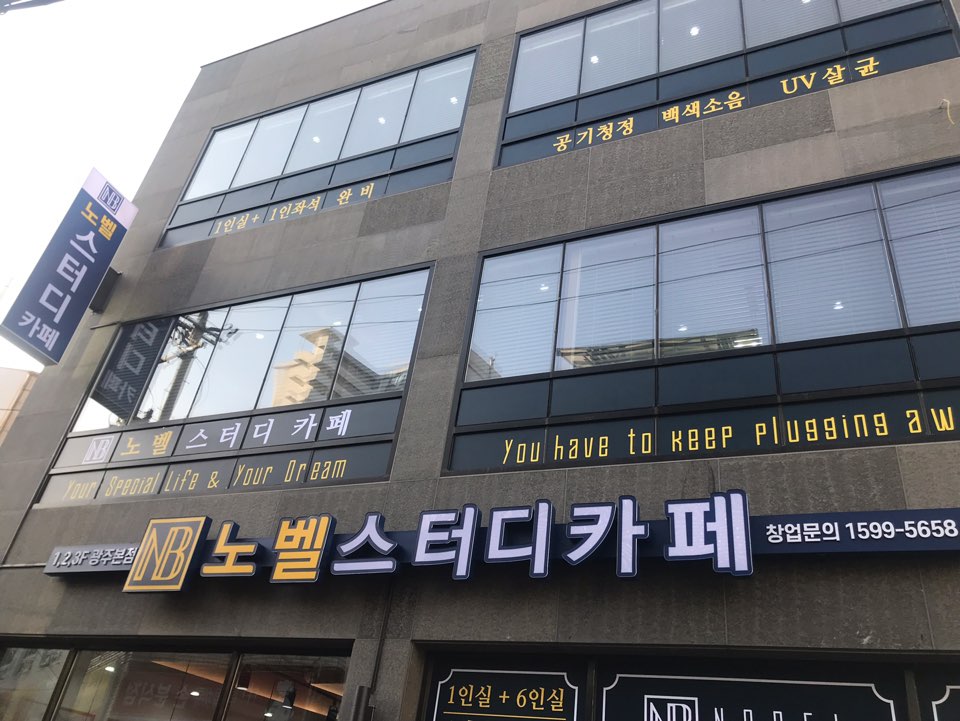 공기청정 백색소음 UV살균
1인실+ 1인좌석 완비
NB
노벨
스터디
카페
NB 노벨 스터디 카페
Your Special Life & Your Dream
You have to keep plugging aw
1,2,3F 광주본점
NB
노벨스터디카페
창업문의 1599-5658
1인실 + 6인실
NB NOBEL